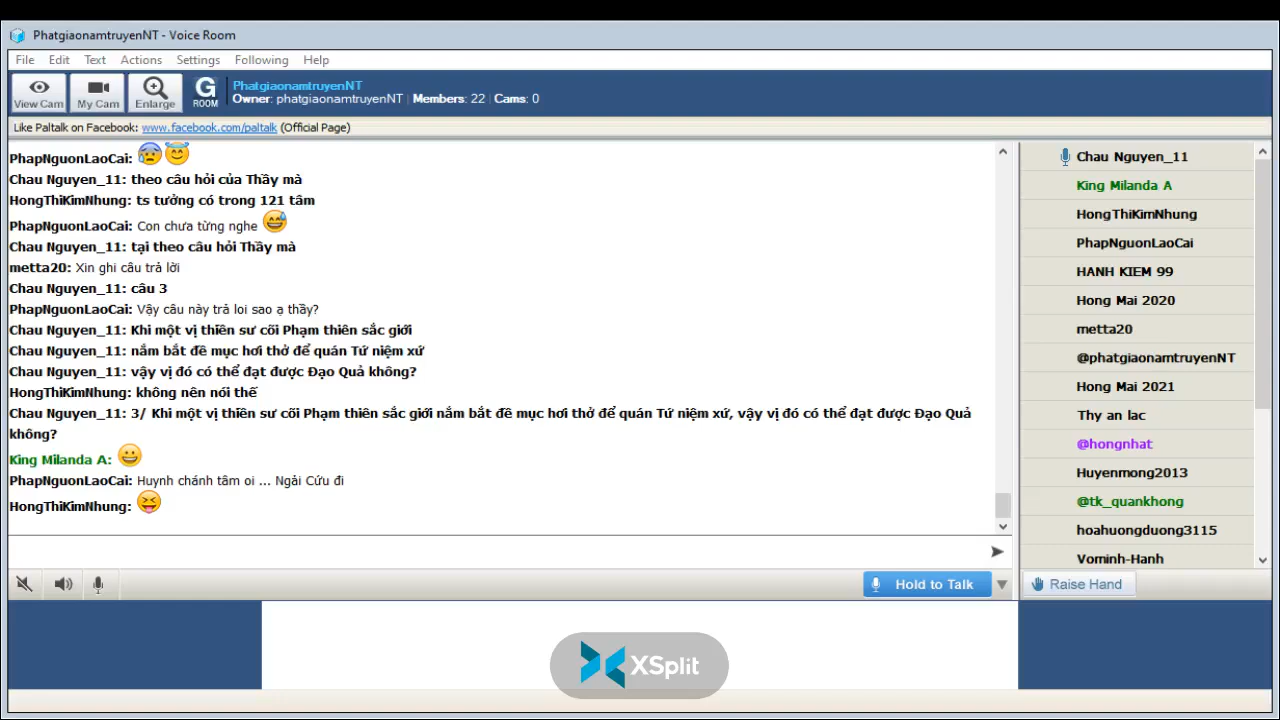 PhatgiaonamtruyenNT - Voice Room
File Edit Text Actions Settings Following Help
View Cam My Cam Enlarge G ROOM
PhatgiaonamtruyenNT
Owner: phatgiaonamtruyenNT | Members: 22 | Cams: 0
Like Paltalk on Facebook: www.facebook.com/paltalk (Official Page)
PhapNguonLaoCai:
Chau Nguyen_11: theo câu hỏi của Thầy mà
HongThiKimNhung: ts tưởng có trong 121 tâm
PhapNguonLaoCai: Con chưa từng nghe
Chau Nguyen_11: tại theo câu hỏi Thầy mà
metta20: Xin ghi câu trả lời
Chau Nguyen_11: câu 3
PhapNguonLaoCai: Vậy câu này trả loi sao ạ thầy?
Chau Nguyen_11: Khi một vị thiền sư cõi Phạm thiên sắc giới
Chau Nguyen_11: nắm bắt đề mục hơi thở để quán Tứ niệm xứ
Chau Nguyen_11: vậy vị đó có thể đạt được Đạo Quả không?
HongThiKimNhung: không nên nói thế
Chau Nguyen_11: 3/ Khi một vị thiền sư cõi Phạm thiên sắc giới nắm bắt đề mục hơi thở để quán Tứ niệm xứ, vậy vị đó có thể đạt được Đạo Quả
không?
King Milanda A:
PhapNguonLaoCai: Huynh chánh tâm oi ... Ngải Cứu đi
HongThiKimNhung:
Chau Nguyen_11
King Milanda A
HongThiKimNhung
PhapNguonLaoCai
HANH KIEM 99
Hong Mai 2020
metta20
@phatgiaonamtruyenNT
Hong Mai 2021
Thy an lac
@hongnhat
Huyenmong2013
@tk_quankhong
hoahuongduong3115
Vominh-Hanh
Hold to Talk
Raise Hand
XSplit